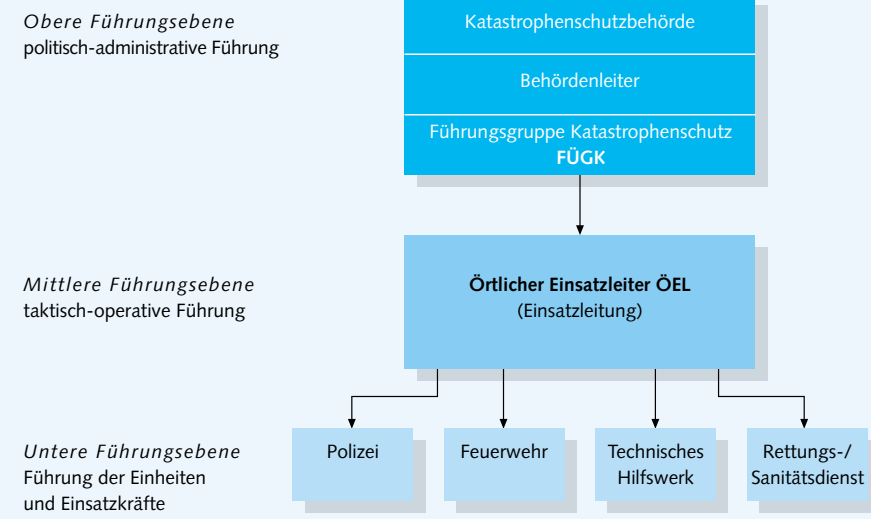 Obere Führungsebene
politisch-administrative Führung
Katastrophenschutzbehörde
Behördenleiter
Führungsgruppe Katastrophenschutz
FÜGK
Mittlere Führungsebene
taktisch-operative Führung
Örtlicher Einsatzleiter ÖEL
(Einsatzleitung)
Untere Führungsebene
Führung der Einheiten
und Einsatzkräfte
Polizei
Feuerwehr
Technisches
Hilfswerk
Rettungs-/
Sanitätsdienst